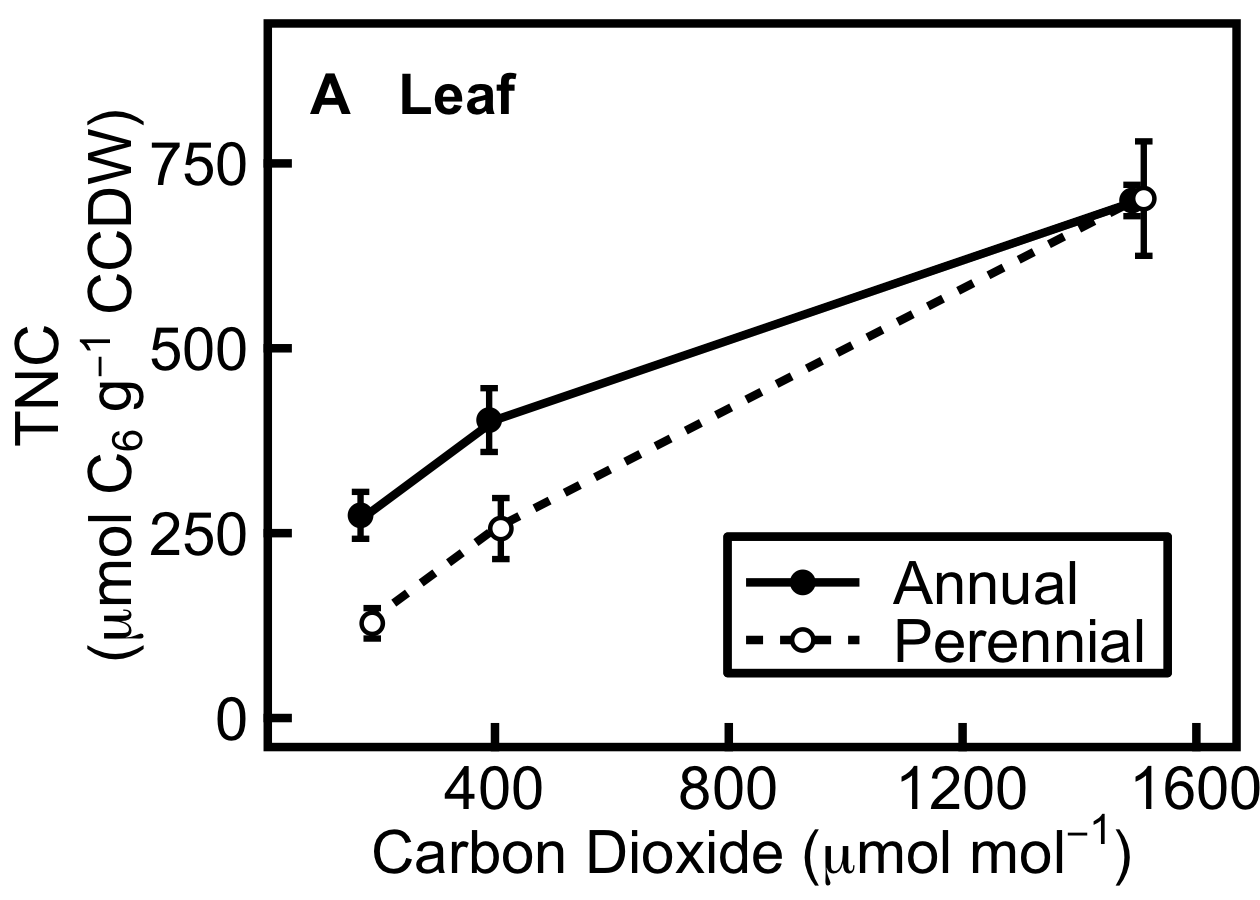 A Leaf
TNC
(μmol C₆ g⁻¹ CCDW)
750
500
250
0
Annual
Perennial
400 800 1200 1600
Carbon Dioxide (μmol mol⁻¹)